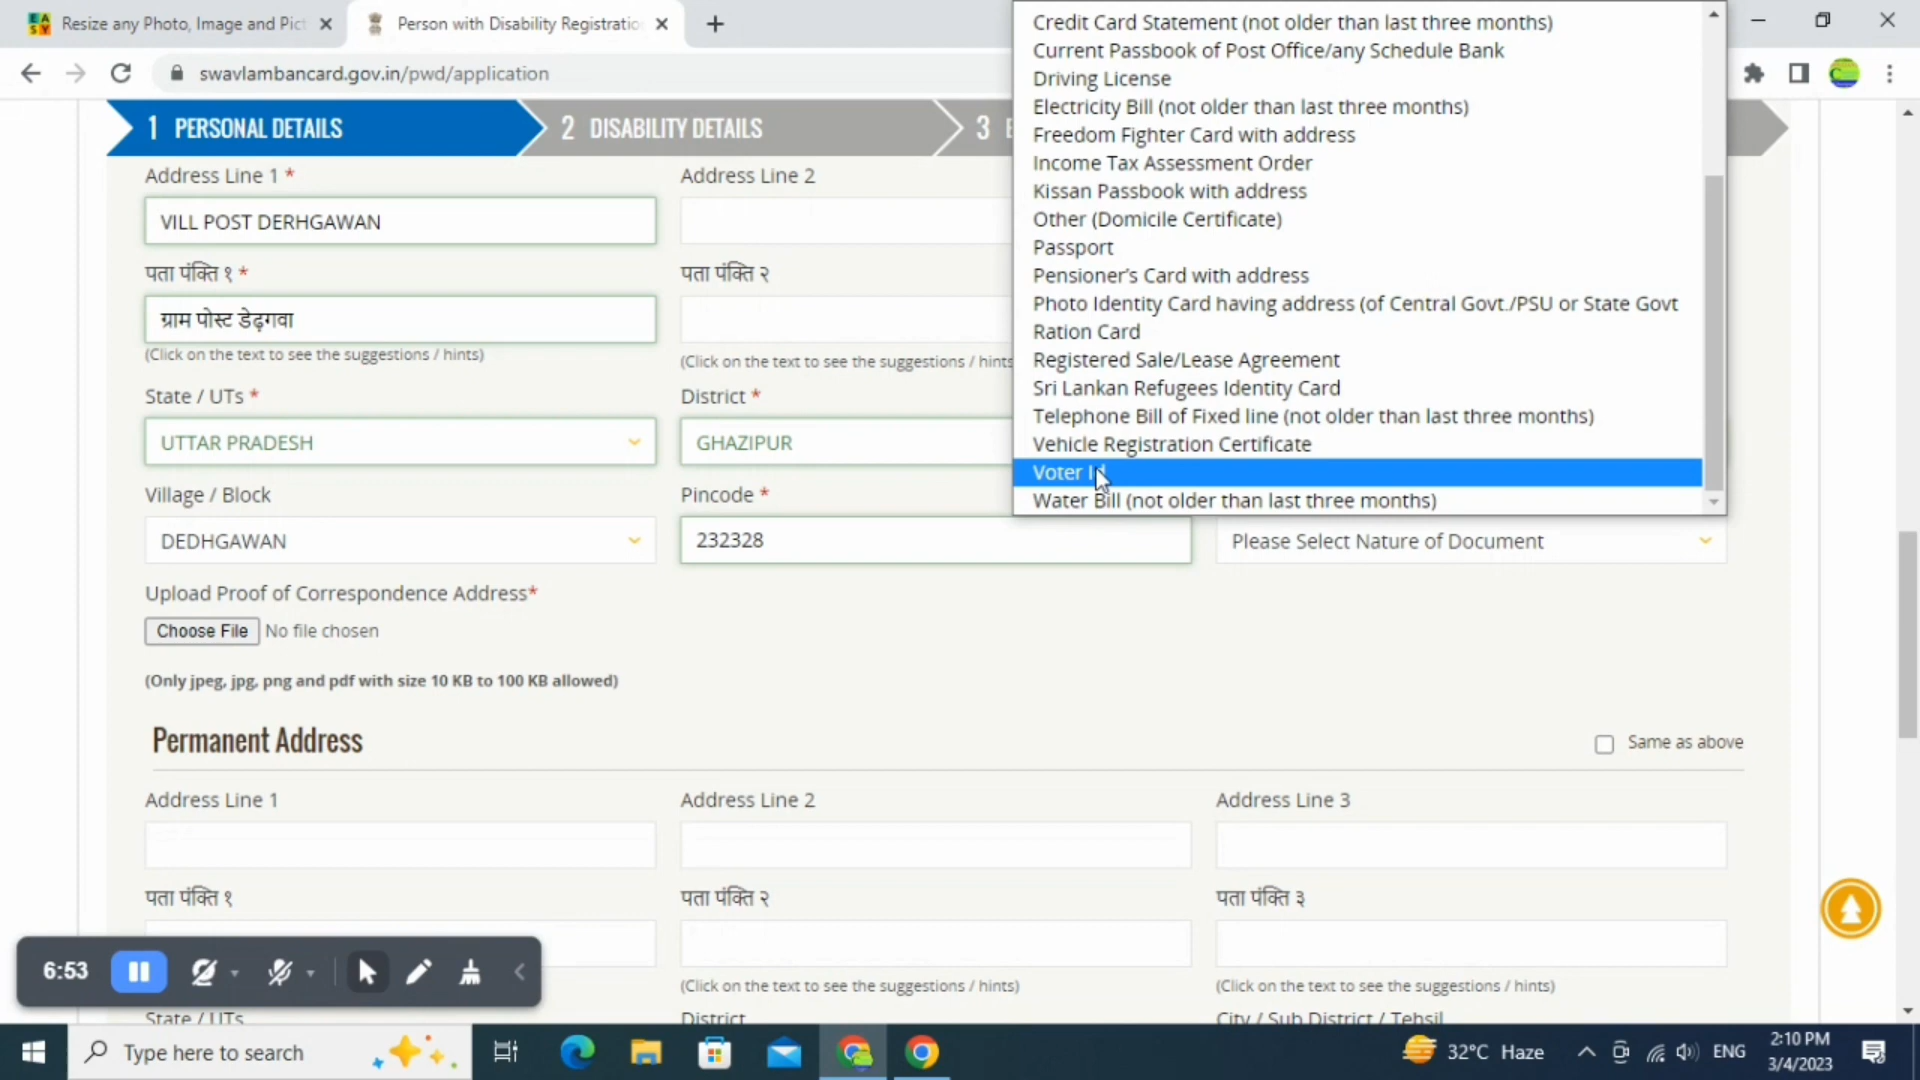 Resize any Photo, Image and Pict
Person with Disability Registratio
swavlambancard.gov.in/pwd/application
1 PERSONAL DETAILS
2 DISABILITY DETAILS
3
Credit Card Statement (not older than last three months)
Current Passbook of Post Office/any Schedule Bank
Driving License
Electricity Bill (not older than last three months)
Freedom Fighter Card with address
Income Tax Assessment Order
Kissan Passbook with address
Other (Domicile Certificate)
Passport
Pensioner's Card with address
Photo Identity Card having address (of Central Govt./PSU or State Govt
Ration Card
Registered Sale/Lease Agreement
Sri Lankan Refugees Identity Card
Telephone Bill of Fixed line (not older than last three months)
Vehicle Registration Certificate
Voter Id
Water Bill (not older than last three months)
Address Line 1 *
Address Line 2
VILL POST DERHGAWAN
पता पंक्ति १ *
पता पंक्ति २
ग्राम पोस्ट डेढ़गवा
(Click on the text to see the suggestions / hints)
(Click on the text to see the suggestions / hints
State / UTs *
District *
UTTAR PRADESH
GHAZIPUR
Village / Block
Pincode *
DEDHGAWAN
232328
Please Select Nature of Document
Upload Proof of Correspondence Address*
Choose File No file chosen
(Only jpeg, jpg, png and pdf with size 10 KB to 100 KB allowed)
Permanent Address
Same as above
Address Line 1
Address Line 2
Address Line 3
पता पंक्ति १
पता पंक्ति २
पता पंक्ति ३
(Click on the text to see the suggestions / hints)
(Click on the text to see the suggestions / hints)
State / UTs
District
City / Sub District / Tehsil
6:53
Type here to search
32°C Haze
ENG
2:10 PM
3/4/2023